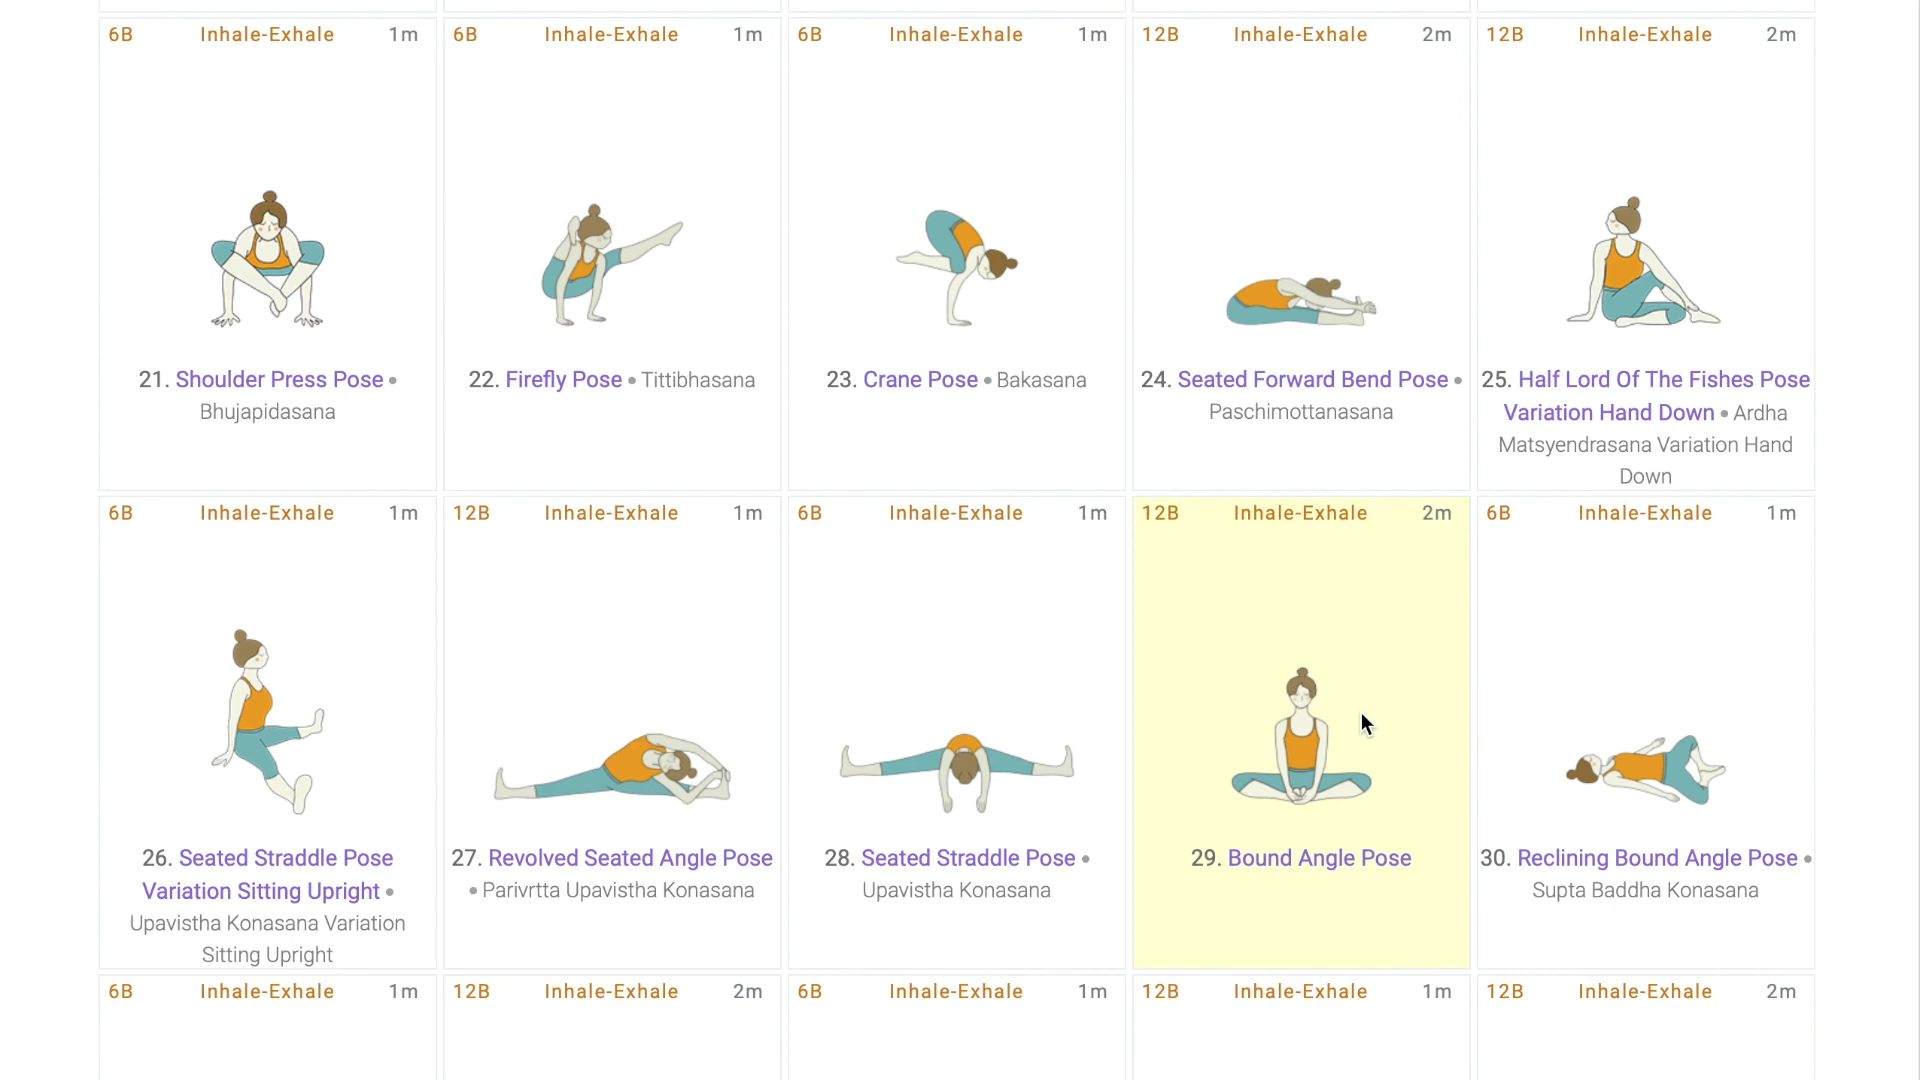 6B Inhale-Exhale 1m
6B Inhale-Exhale 1m
6B Inhale-Exhale 1m
12B Inhale-Exhale 2m
12B Inhale-Exhale 2m
21. Shoulder Press Pose •
Bhujapidasana
22. Firefly Pose • Tittibhasana
23. Crane Pose • Bakasana
24. Seated Forward Bend Pose •
Paschimottanasana
25. Half Lord Of The Fishes Pose
Variation Hand Down • Ardha
Matsyendrasana Variation Hand
Down
6B Inhale-Exhale 1m
12B Inhale-Exhale 1m
6B Inhale-Exhale 1m
12B Inhale-Exhale 2m
6B Inhale-Exhale 1m
26. Seated Straddle Pose
Variation Sitting Upright •
Upavistha Konasana Variation
Sitting Upright
27. Revolved Seated Angle Pose
• Parivrtta Upavistha Konasana
28. Seated Straddle Pose •
Upavistha Konasana
29. Bound Angle Pose
30. Reclining Bound Angle Pose •
Supta Baddha Konasana
6B Inhale-Exhale 1m
12B Inhale-Exhale 2m
6B Inhale-Exhale 1m
12B Inhale-Exhale 1m
12B Inhale-Exhale 2m